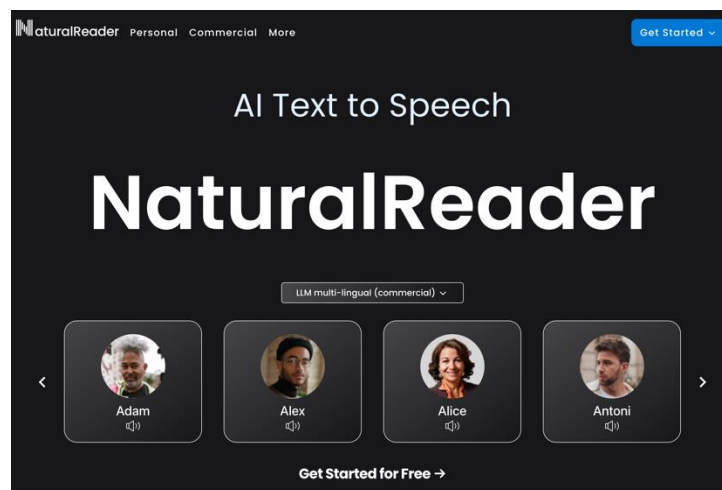 NaturalReader Personal Commercial More Get Started
AI Text to Speech
NaturalReader
LLM multi-lingual (commercial)
Adam Alex Alice Antoni
Get Started for Free →